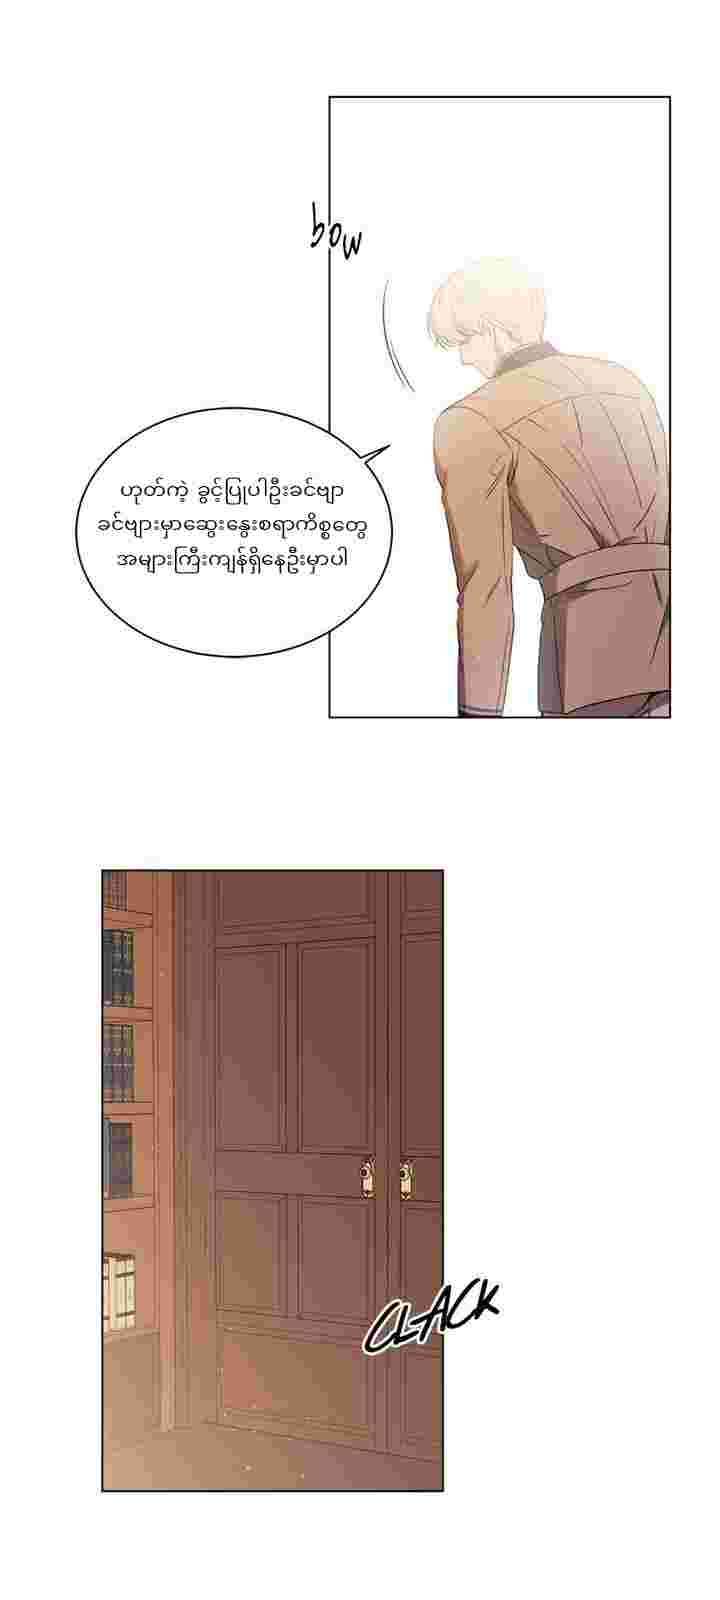 bow
ဟုတ်ကဲ့ ခွင့်ပြုပါဦးခင်ဗျာ
ခင်ဗျားမှာဆွေးနွေးစရာကိစ္စတွေ
အများကြီးကျန်ရှိနေဦးမှာပါ
CLACK